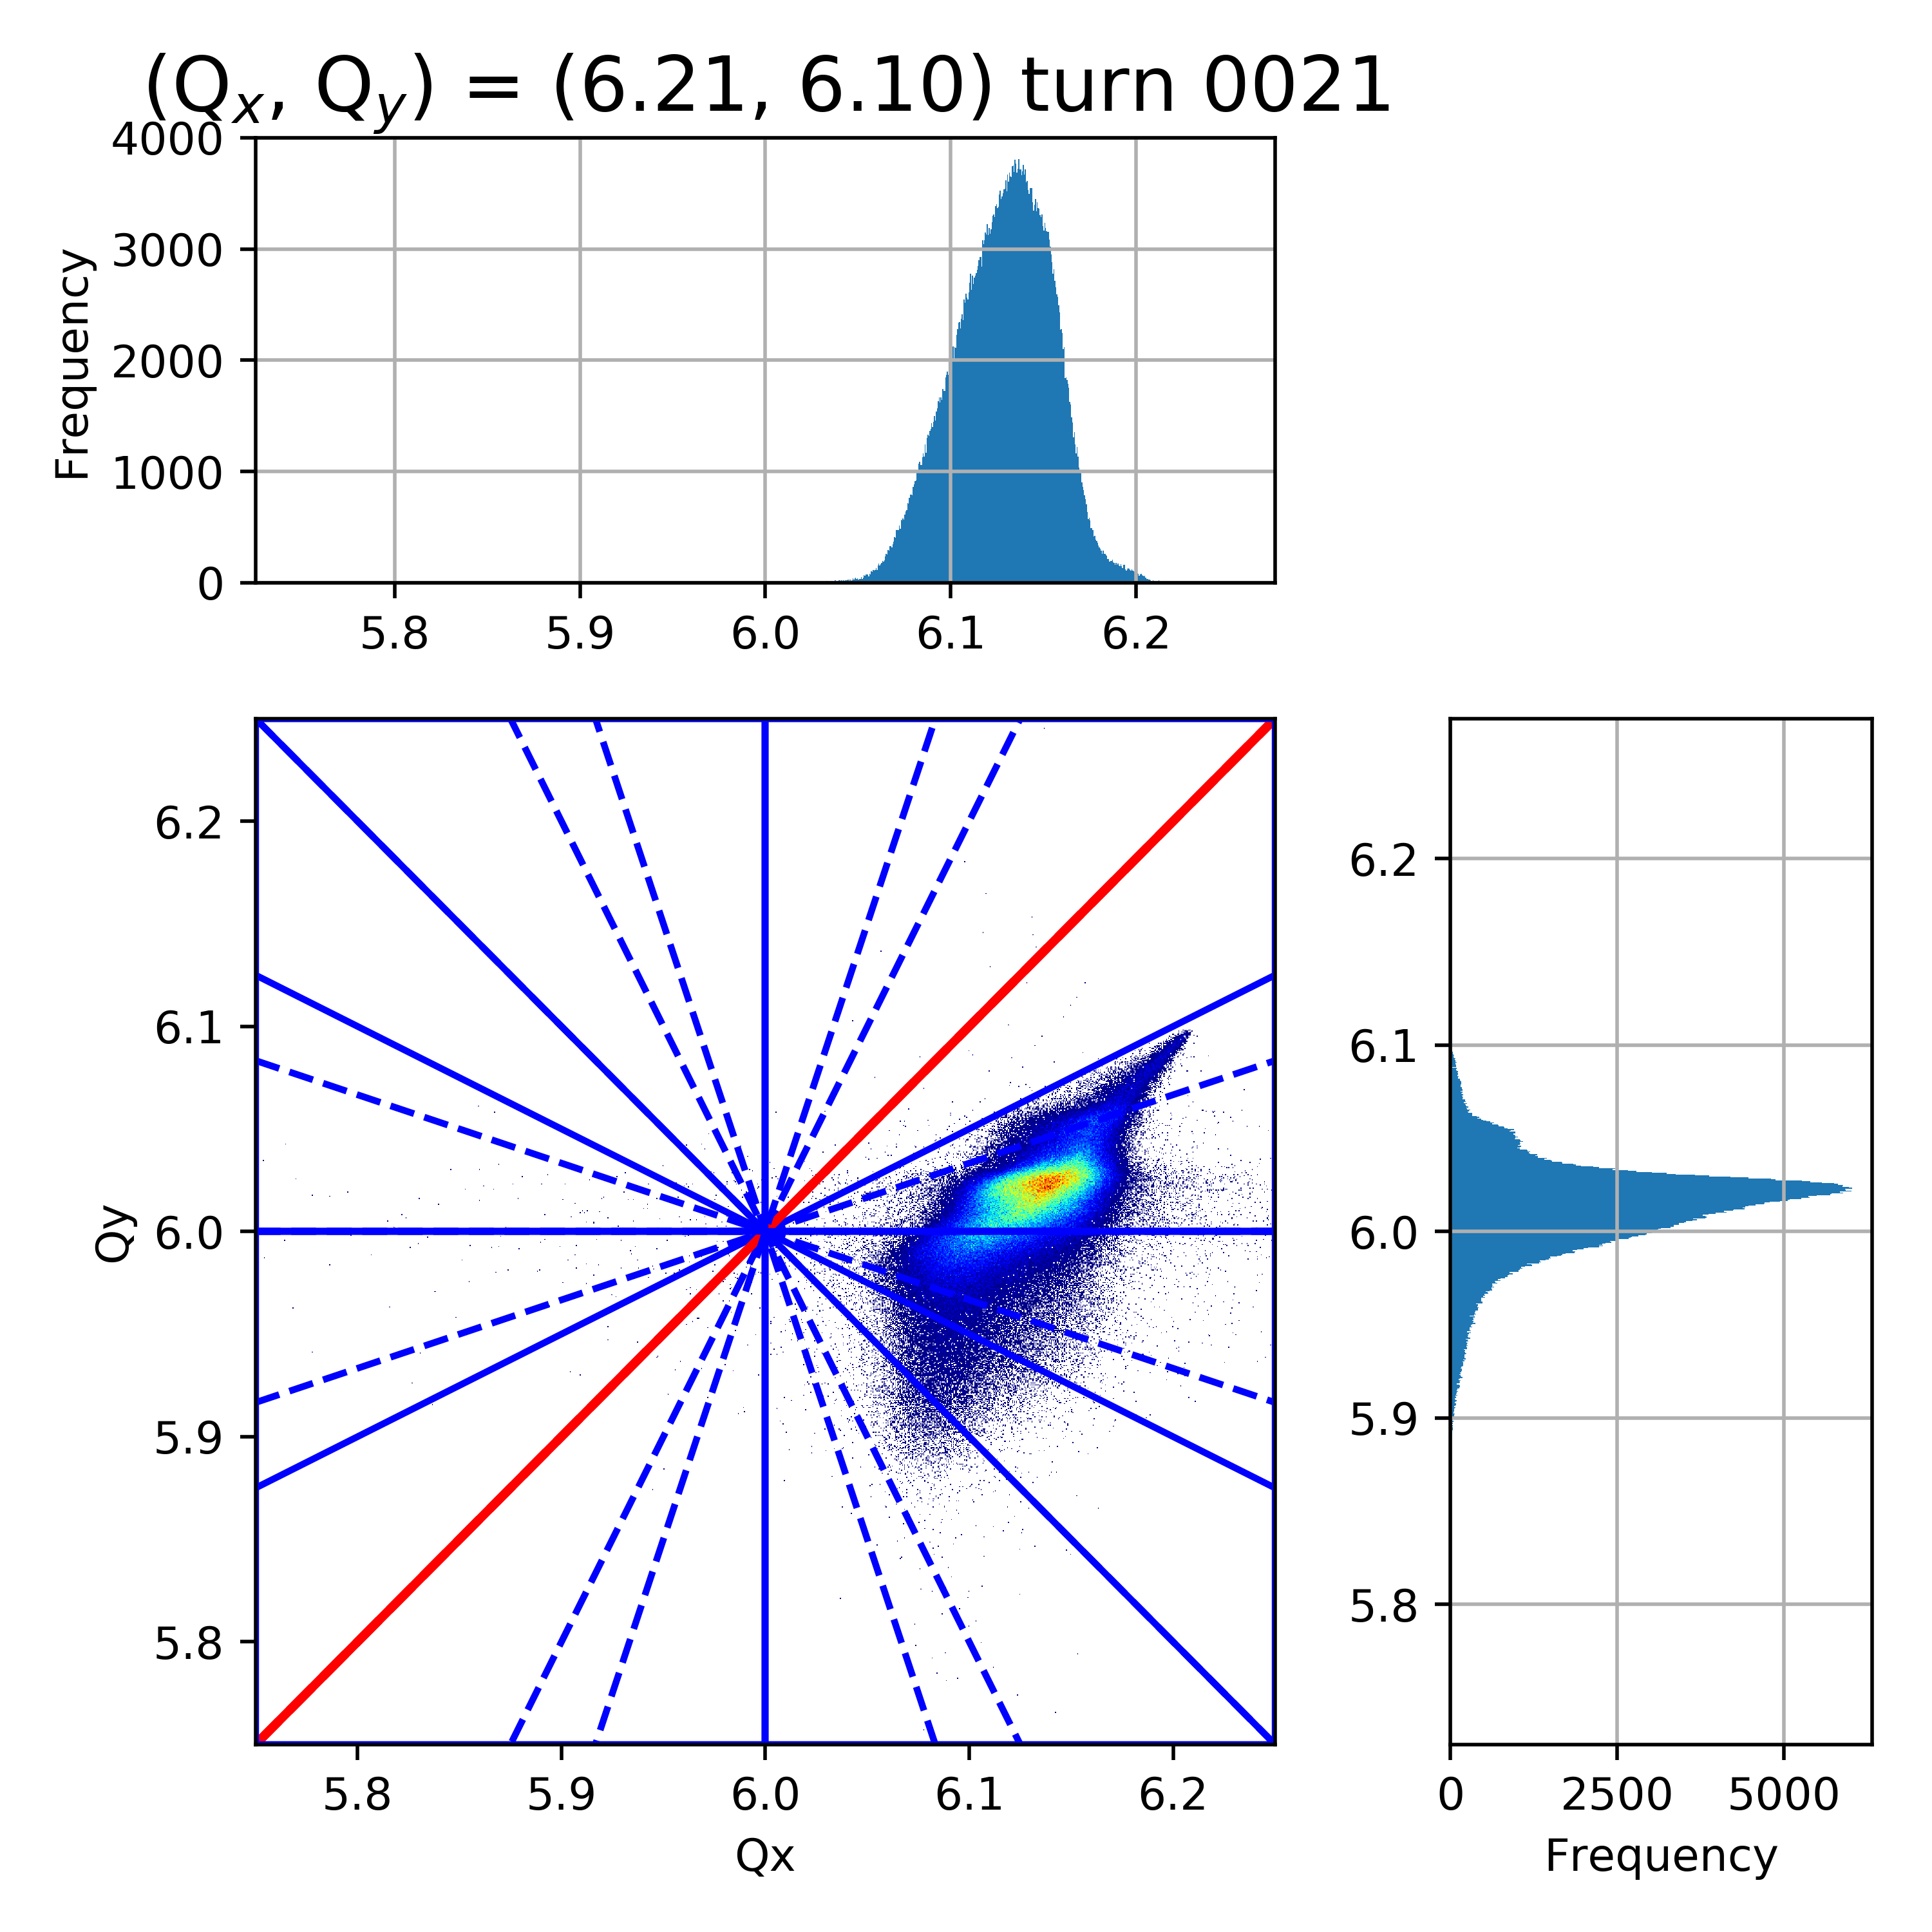 (Qx, Qy) = (6.21, 6.10) turn 0021
4000
3000
2000
1000
0
Frequency
5.8 5.9 6.0 6.1 6.2
6.2
6.1
6.0
5.9
5.8
Qy
5.8 5.9 6.0 6.1 6.2
Qx
6.2
6.1
6.0
5.9
5.8
0 2500 5000
Frequency